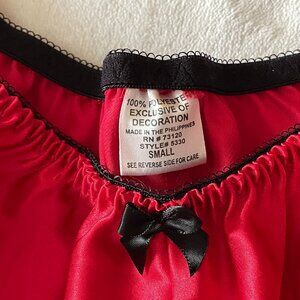 100% POLYESTER
EXCLUSIVE OF
DECORATION
MADE IN THE PHILIPPINES
RN # 73120
STYLE# 5330
SMALL
SEE REVERSE SIDE FOR CARE